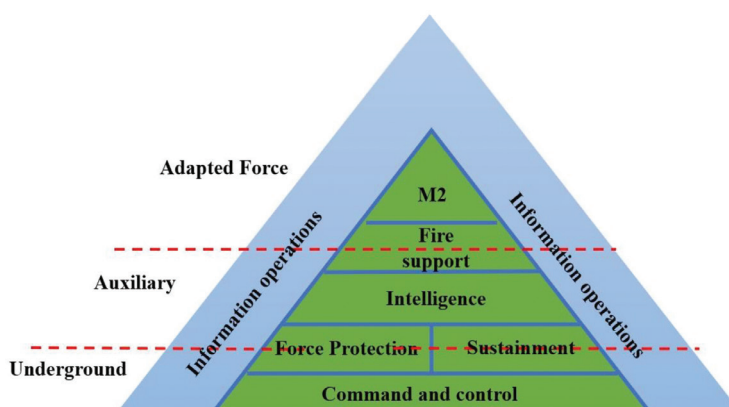 Adapted Force
M2
Information operations
Information operations
Fire
support
Auxiliary
Intelligence
Underground
Force Protection
Sustainment
Command and control